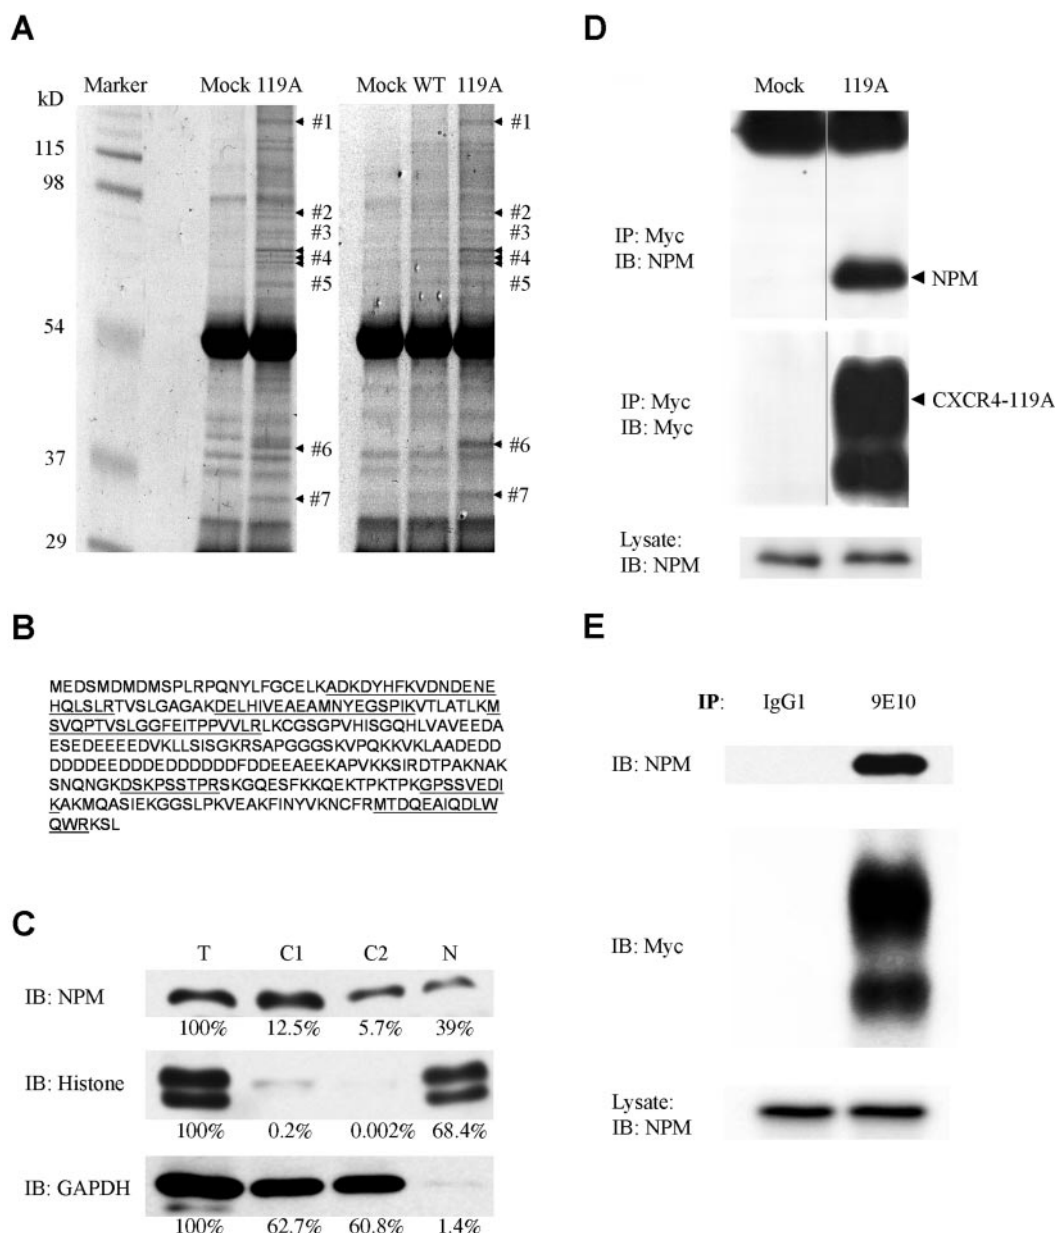 A
Marker Mock 119A Mock WT 119A
kD
115
98
54
37
29
#1 #1
#2 #2
#3 #3
#4 #4
#5 #5
#6 #6
#7 #7
B
MEDSMDMDMSPLRPQNYLFGCELKADKDYHFKVDNDENE
HQLSLRTVSLGAGAKDELHIVEAEAMNYEGSPIKVTLATLKM
SVQPTVSLGGFEITPPVVLRLKCGSGPVHISGQHLVAVEEDA
ESEDEEEEDVKLLSISGKRSAPGGGSKVPQKKVKLAADEDD
DDDDEEDDDEDDDDDDFDDEEAEEKAPVKKSIRDTPAKNAK
SNQNGKDSKPSSTPRSKGQESFKKQEKTPKTPKGPSSVEDI
KAKMQASIEKGGSLPKVEAKFINYVKNCFRMTDQEAIQDLW
QWRKSL
C
T C1 C2 N
IB: NPM
100% 12.5% 5.7% 39%
IB: Histone
100% 0.2% 0.002% 68.4%
IB: GAPDH
100% 62.7% 60.8% 1.4%
D
Mock 119A
IP: Myc
IB: NPM
NPM
IP: Myc
IB: Myc
CXCR4-119A
Lysate:
IB: NPM
E
IP: IgG1 9E10
IB: NPM
IB: Myc
Lysate:
IB: NPM